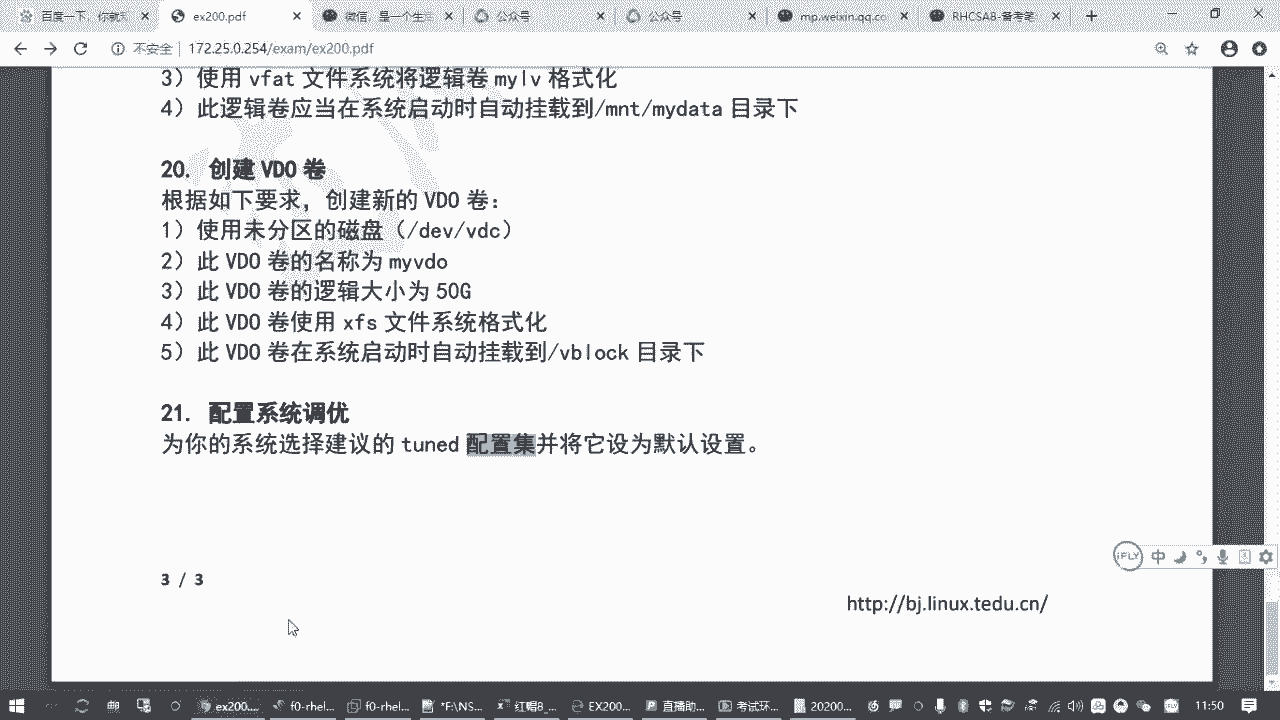 百度一下，你就
ex200.pdf
微信，是一个生
公众号
公众号
mp.weixin.qq.co
RHCSA8-备考笔
不安全 172.25.0.254/exam/ex200.pdf
3）使用 vfat 文件系统将逻辑卷 mylv 格式化
4）此逻辑卷应当在系统启动时自动挂载到/mnt/mydata 目录下
20. 创建 VDO 卷
根据如下要求，创建新的 VDO 卷：
1）使用未分区的磁盘（/dev/vdc）
2）此 VDO 卷的名称为 myvdo
3）此 VDO 卷的逻辑大小为 50G
4）此 VDO 卷使用 xfs 文件系统格式化
5）此 VDO 卷在系统启动时自动挂载到/vblock 目录下
21. 配置系统调优
为你的系统选择建议的 tuned 配置集并将它设为默认设置。
iFLY 中
3 / 3
http://bj.linux.tedu.cn/
ex200....
f0-rhel...
f0-rhel...
*F:\NS...
红帽8_...
EX200...
直播助...
考试环...
20200...
11:50